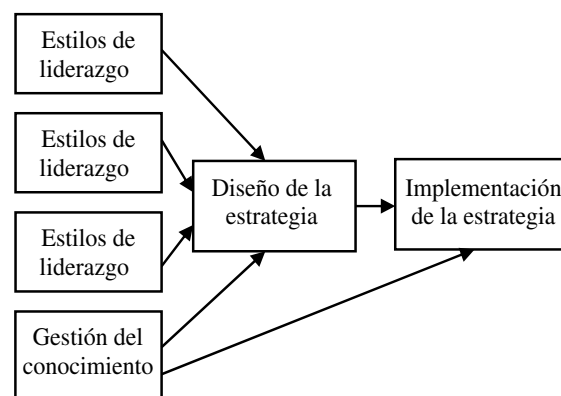 Estilos de
liderazgo
Estilos de
liderazgo
Estilos de
liderazgo
Gestión del
conocimiento
Diseño de la
estrategia
Implementación
de la estrategia